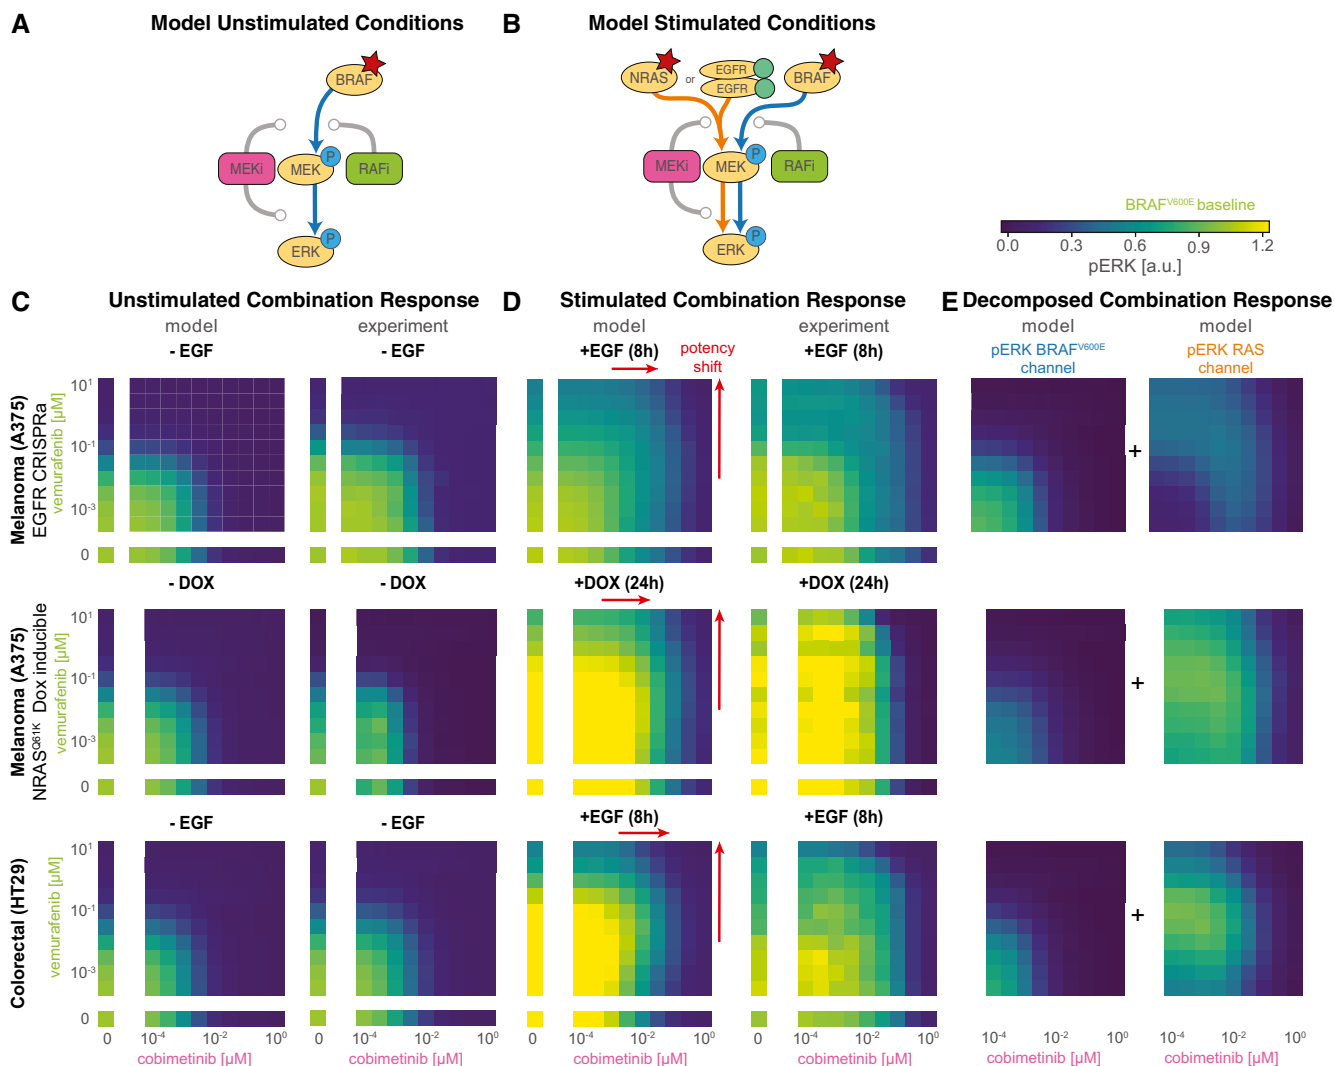 A Model Unstimulated Conditions
BRAF
MEKi
MEK
P
RAFi
ERK
P
B Model Stimulated Conditions
NRAS
or
EGFR
EGFR
BRAF
MEKi
MEK
P
RAFi
ERK
P
BRAFV600E baseline
0.0 0.3 0.6 0.9 1.2
pERK [a.u.]
C Unstimulated Combination Response
model experiment
- EGF - EGF
D Stimulated Combination Response
model experiment
+EGF (8h) potency shift +EGF (8h)
E Decomposed Combination Response
model model
pERK BRAFV600E channel
pERK RAS channel
Melanoma (A375)
EGFR CRISPRa
vemurafenib [µM]
10¹
10⁻¹
10⁻³
0
+
- DOX - DOX +DOX (24h) +DOX (24h)
Melanoma (A375)
NRASQ61K Dox inducible
vemurafenib [µM]
10¹
10⁻¹
10⁻³
0
+
- EGF - EGF +EGF (8h) +EGF (8h)
Colorectal (HT29)
vemurafenib [µM]
10¹
10⁻¹
10⁻³
0
+
0 10⁻⁴ 10⁻² 10⁰ 0 10⁻⁴ 10⁻² 10⁰ 0 10⁻⁴ 10⁻² 10⁰ 0 10⁻⁴ 10⁻² 10⁰ 10⁻⁴ 10⁻² 10⁰ 10⁻⁴ 10⁻² 10⁰
cobimetinib [µM] cobimetinib [µM] cobimetinib [µM] cobimetinib [µM] cobimetinib [µM] cobimetinib [µM]